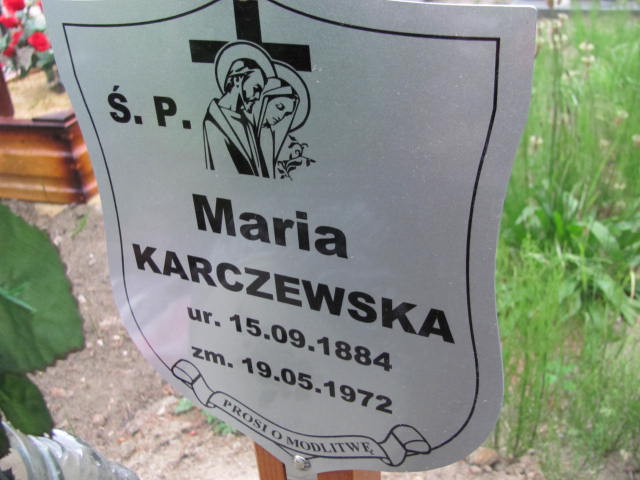 Ś. P.
Maria
KARCZEWSKA
ur. 15.09.1884
zm. 19.05.1972
PROSI O MODLITWĘ